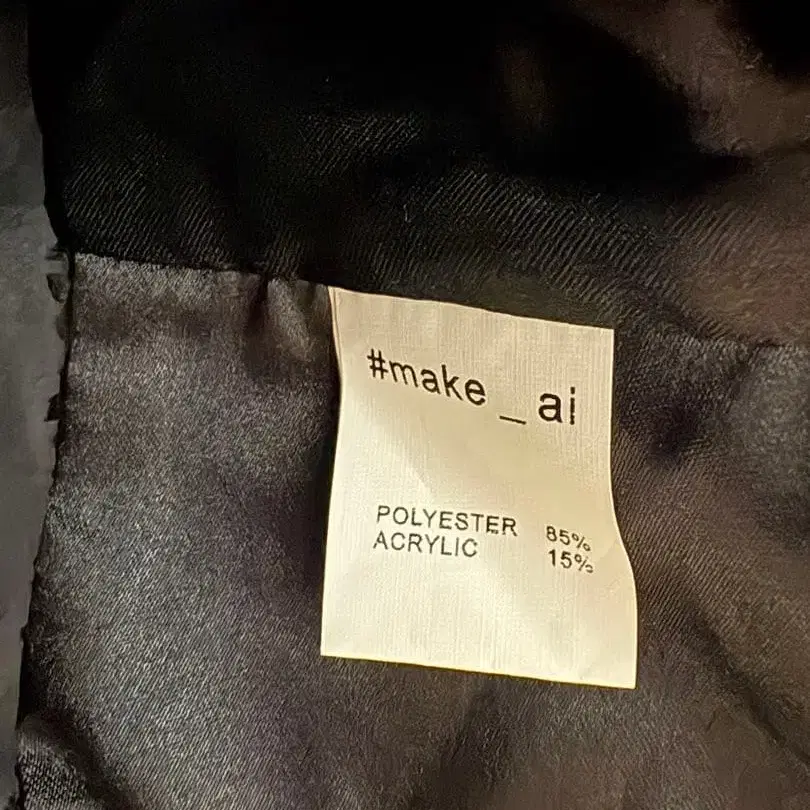 #make _ ai
POLYESTER 85%
ACRYLIC 15%